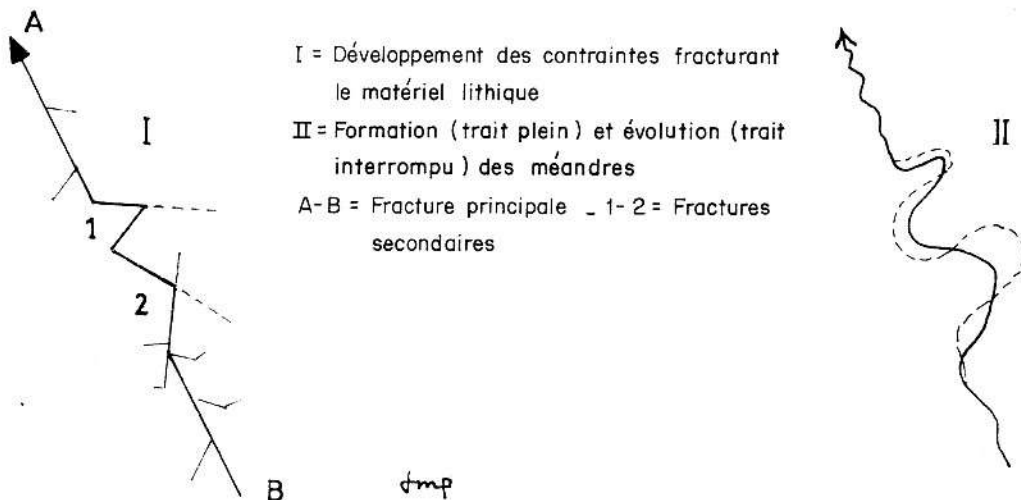 A
I
1
2
B
I = Développement des contraintes fracturant
le matériel lithique
II = Formation (trait plein) et évolution (trait
interrompu) des méandres
A-B = Fracture principale _ 1-2 = Fractures
secondaires
II